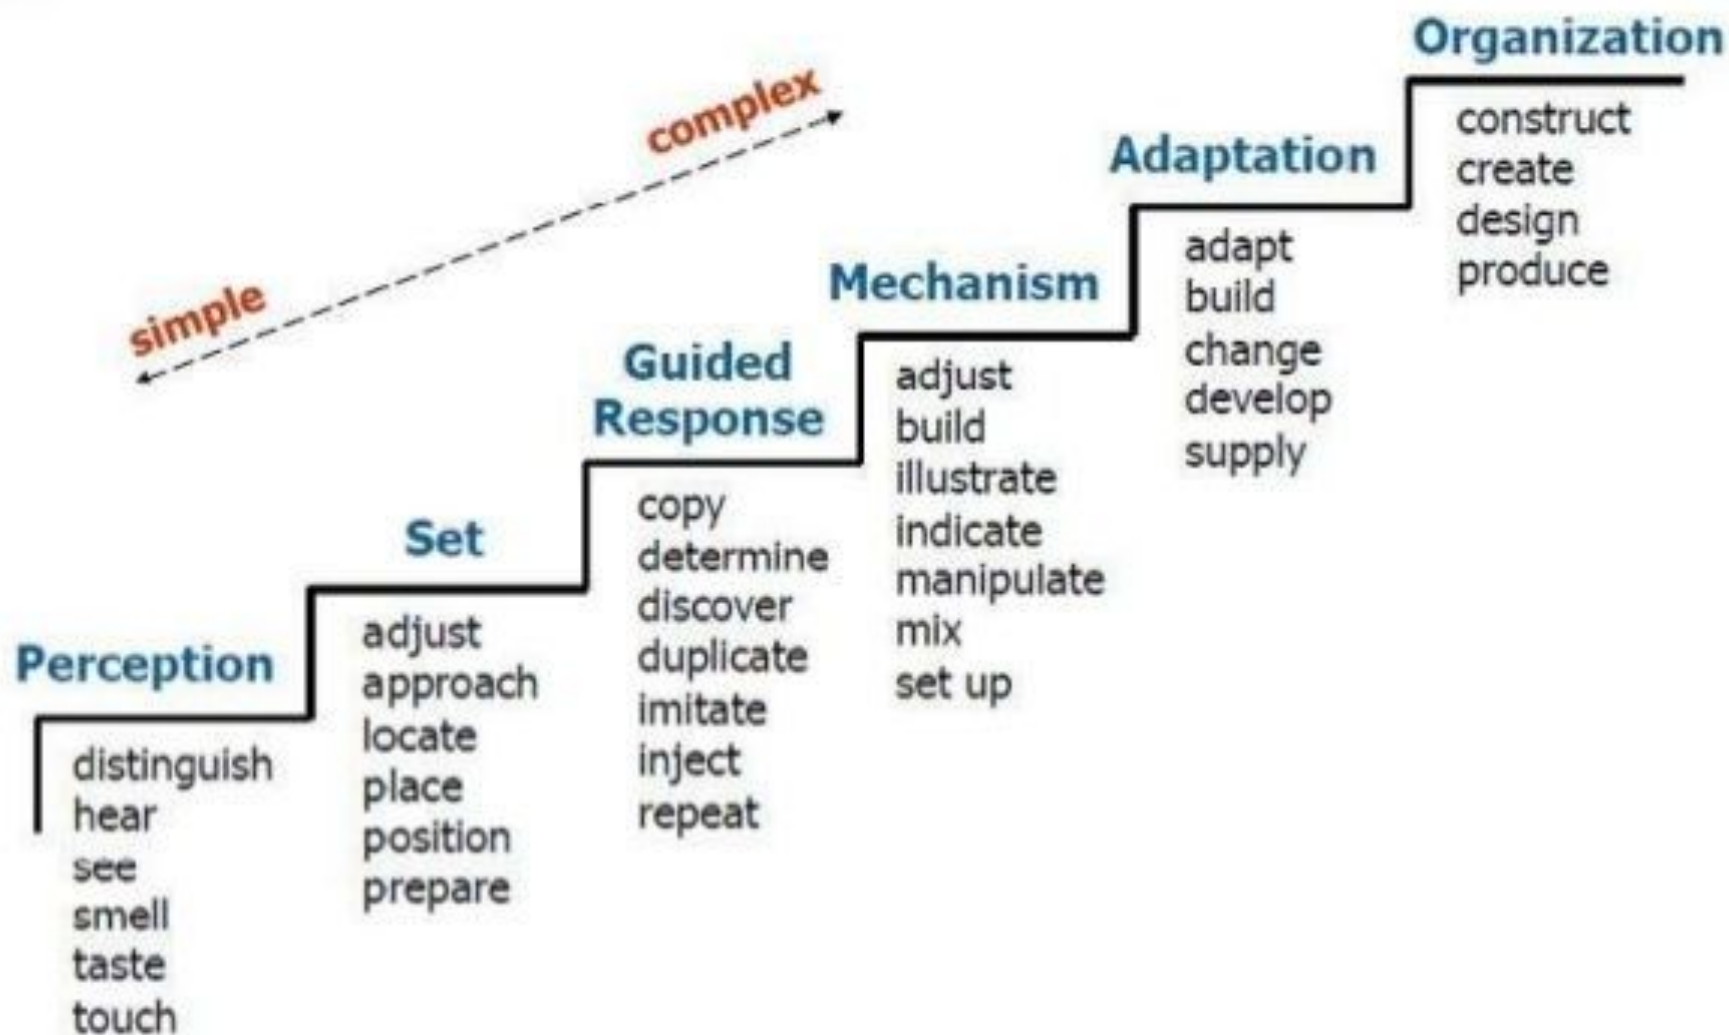 Organization
construct
create
design
produce
complex
simple
Adaptation
adapt
build
change
develop
supply
Mechanism
adjust
build
illustrate
indicate
manipulate
mix
set up
Guided
Response
copy
determine
discover
duplicate
imitate
inject
repeat
Set
adjust
approach
locate
place
position
prepare
Perception
distinguish
hear
see
smell
taste
touch